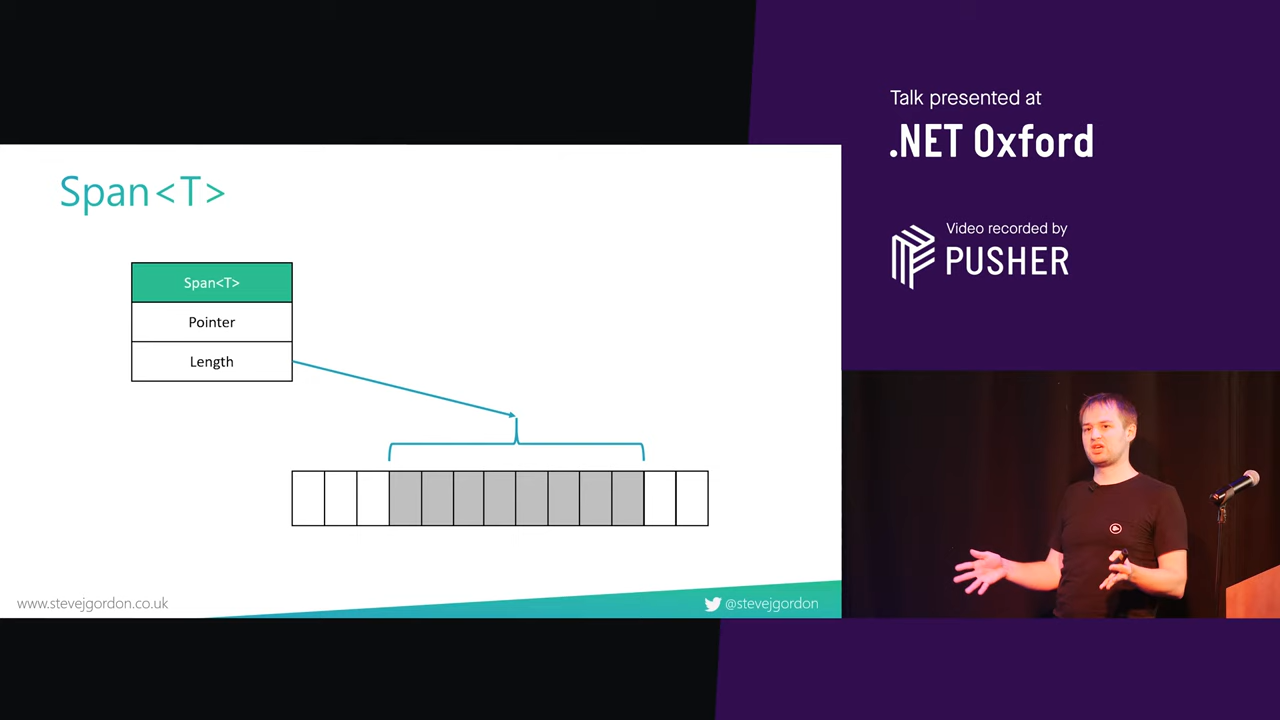 Span<T>
Span<T>
Pointer
Length
www.stevejgordon.co.uk
@stevejgordon
Talk presented at
.NET Oxford
Video recorded by
PUSHER